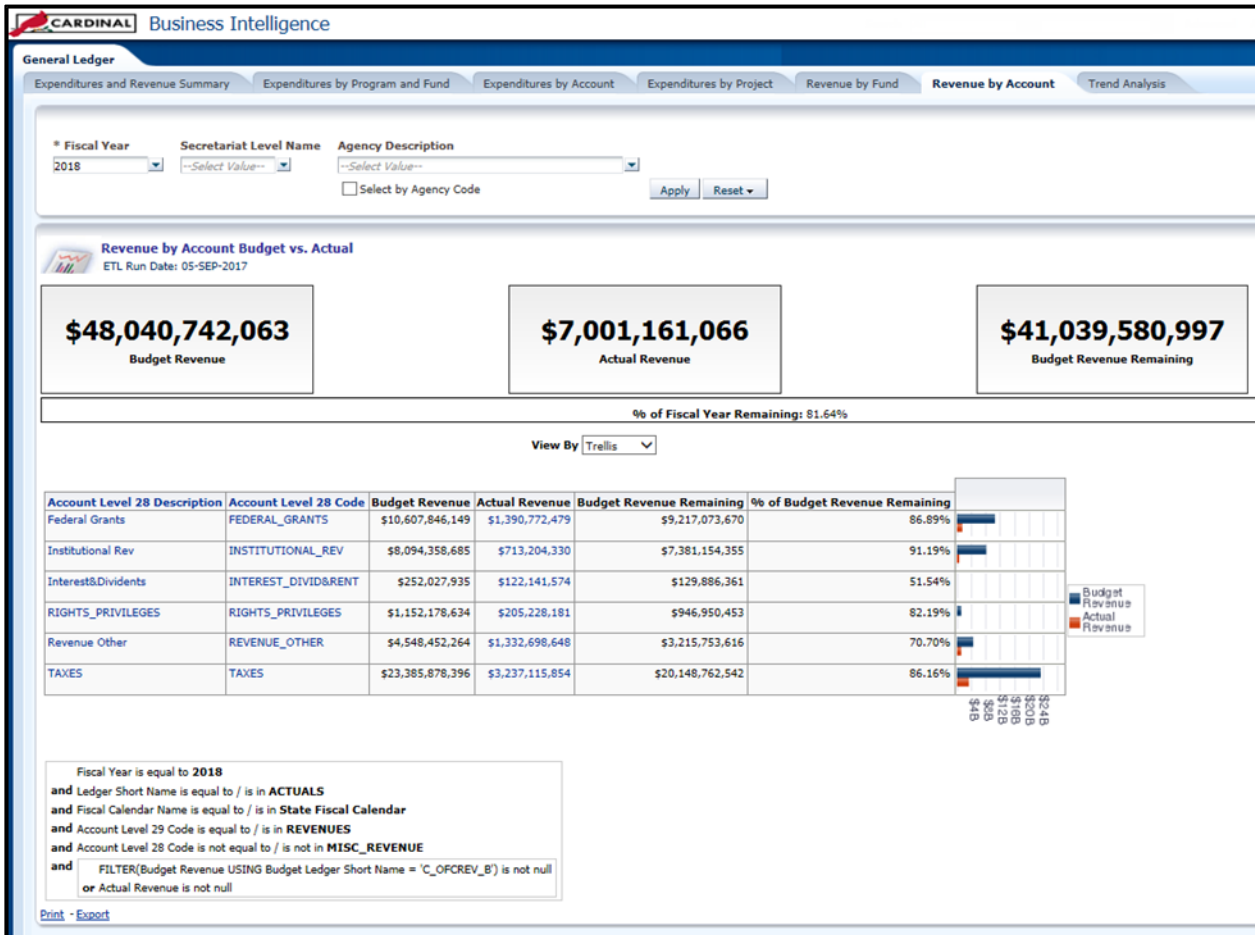 CARDINAL Business Intelligence
General Ledger
Expenditures and Revenue Summary Expenditures by Program and Fund Expenditures by Account Expenditures by Project Revenue by Fund Revenue by Account Trend Analysis
* Fiscal Year Secretariat Level Name Agency Description
2018 --Select Value-- --Select Value--
Select by Agency Code Apply Reset
Revenue by Account Budget vs. Actual
ETL Run Date: 05-SEP-2017
$48,040,742,063 $7,001,161,066 $41,039,580,997
Budget Revenue Actual Revenue Budget Revenue Remaining
% of Fiscal Year Remaining: 81.64%
View By Trellis
Account Level 28 Description Account Level 28 Code Budget Revenue Actual Revenue Budget Revenue Remaining % of Budget Revenue Remaining
Federal Grants FEDERAL_GRANTS $10,607,846,149 $1,390,772,479 $9,217,073,670 86.89%
Institutional Rev INSTITUTIONAL_REV $8,094,358,685 $713,204,330 $7,381,154,355 91.19%
Interest&Dividents INTEREST_DIVID&RENT $252,027,935 $122,141,574 $129,886,361 51.54%
RIGHTS_PRIVILEGES RIGHTS_PRIVILEGES $1,152,178,634 $205,228,181 $946,950,453 82.19%
Revenue Other REVENUE_OTHER $4,548,452,264 $1,332,698,648 $3,215,753,616 70.70%
TAXES TAXES $23,385,878,396 $3,237,115,854 $20,148,762,542 86.16%
Budget
Revenue
Actual
Revenue
$4B $8B $12B $16B $20B $24B
Fiscal Year is equal to 2018
and Ledger Short Name is equal to / is in ACTUALS
and Fiscal Calendar Name is equal to / is in State Fiscal Calendar
and Account Level 29 Code is equal to / is in REVENUES
and Account Level 28 Code is not equal to / is not in MISC_REVENUE
and FILTER(Budget Revenue USING Budget Ledger Short Name = 'C_OFCREV_B') is not null
or Actual Revenue is not null
Print - Export